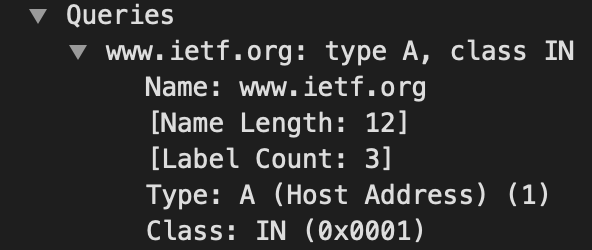 Queries
www.ietf.org: type A, class IN
Name: www.ietf.org
[Name Length: 12]
[Label Count: 3]
Type: A (Host Address) (1)
Class: IN (0x0001)